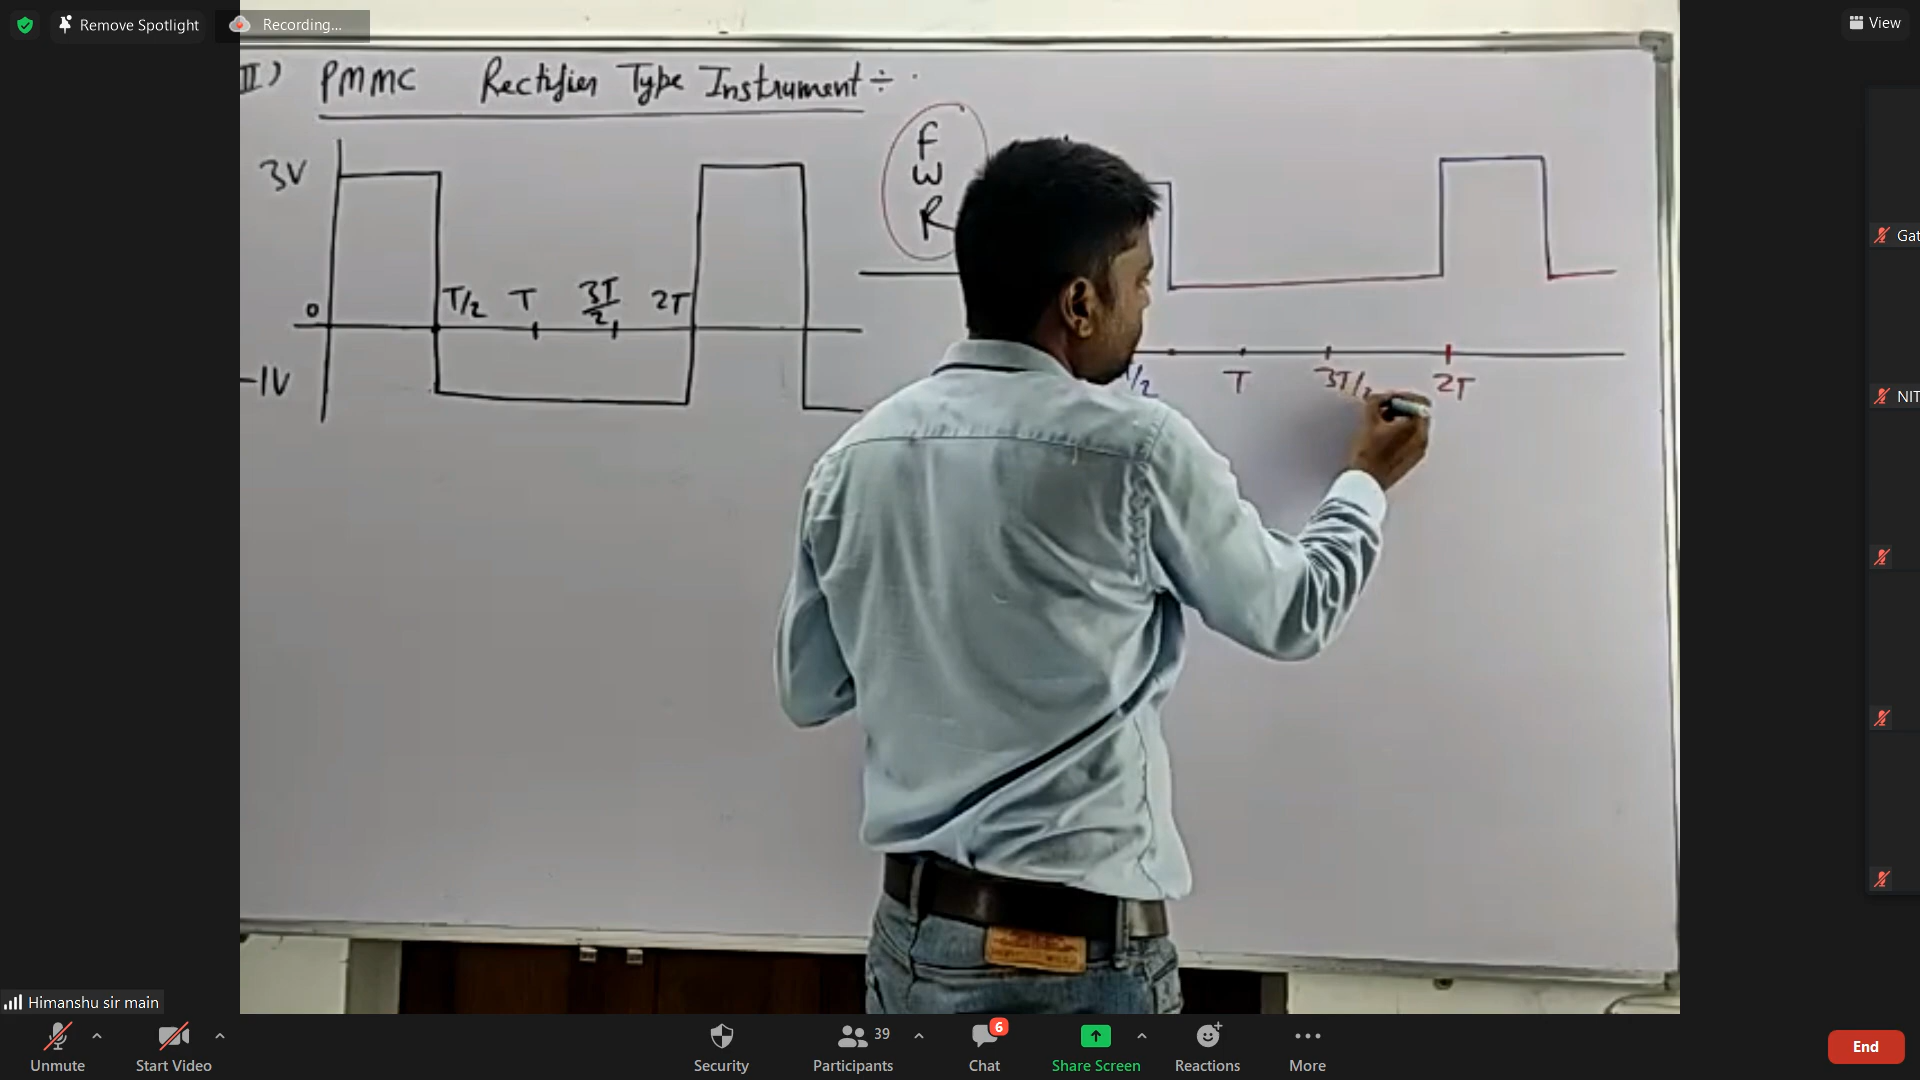 Remove Spotlight
Recording...
View
II) PMMC Rectifier Type Instrument ÷
3V
0
T/2 T 3T/2 2T
-1V
F
W
R
/2 T 3T/2 2T
Gat
NIT
Himanshu sir main
Unmute
Start Video
Security
Participants 39
Chat 6
Share Screen
Reactions
More
End